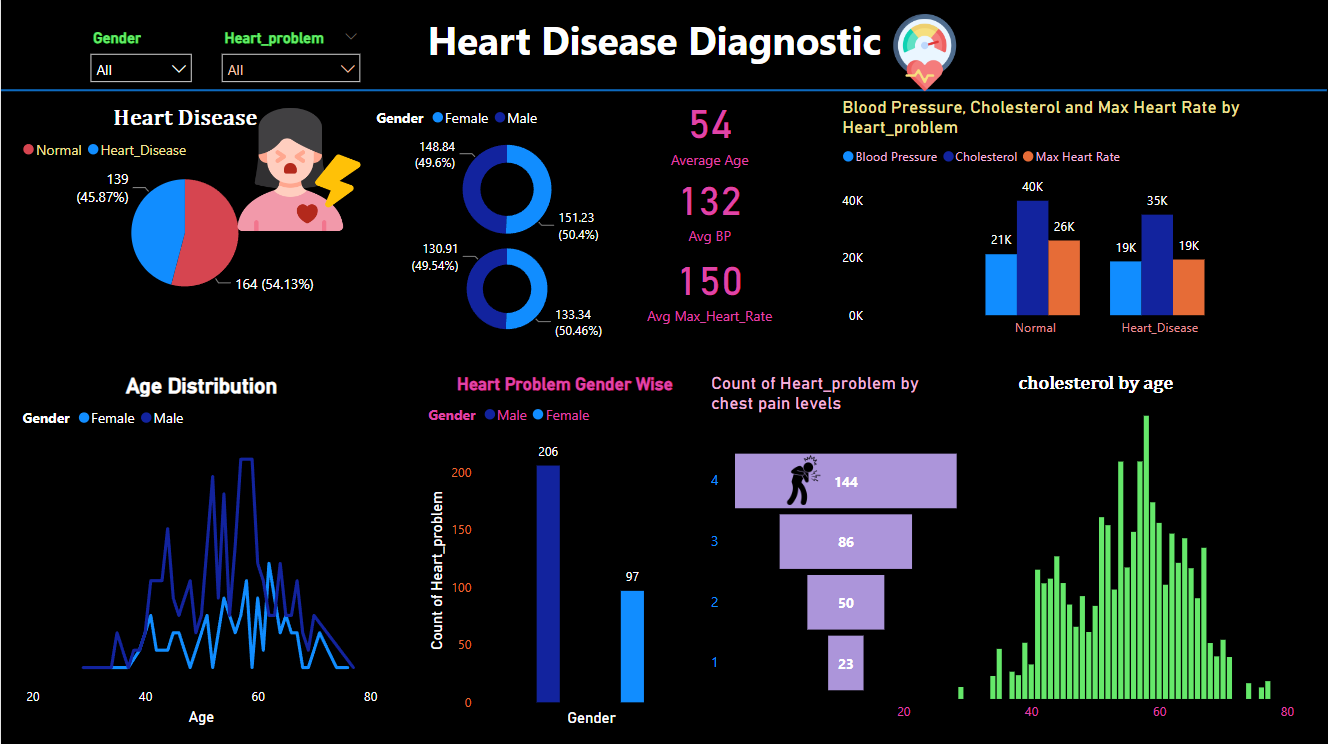 Gender
All
Heart_problem
All
Heart Disease Diagnostic
Heart Disease
Normal Heart_Disease
139
(45.87%)
164 (54.13%)
Gender Female Male
148.84
(49.6%)
151.23
(50.4%)
130.91
(49.54%)
133.34
(50.46%)
54
Average Age
132
Avg BP
150
Avg Max_Heart_Rate
Blood Pressure, Cholesterol and Max Heart Rate by
Heart_problem
Blood Pressure Cholesterol Max Heart Rate
40K
20K
0K
21K
40K
26K
19K
35K
19K
Normal
Heart_Disease
Age Distribution
Gender Female Male
20 40 60 80
Age
Heart Problem Gender Wise
Gender Male Female
Count of Heart_problem
200
150
100
50
0
206
97
Gender
Count of Heart_problem by
chest pain levels
4 144
3 86
2 50
1 23
cholesterol by age
20 40 60 80